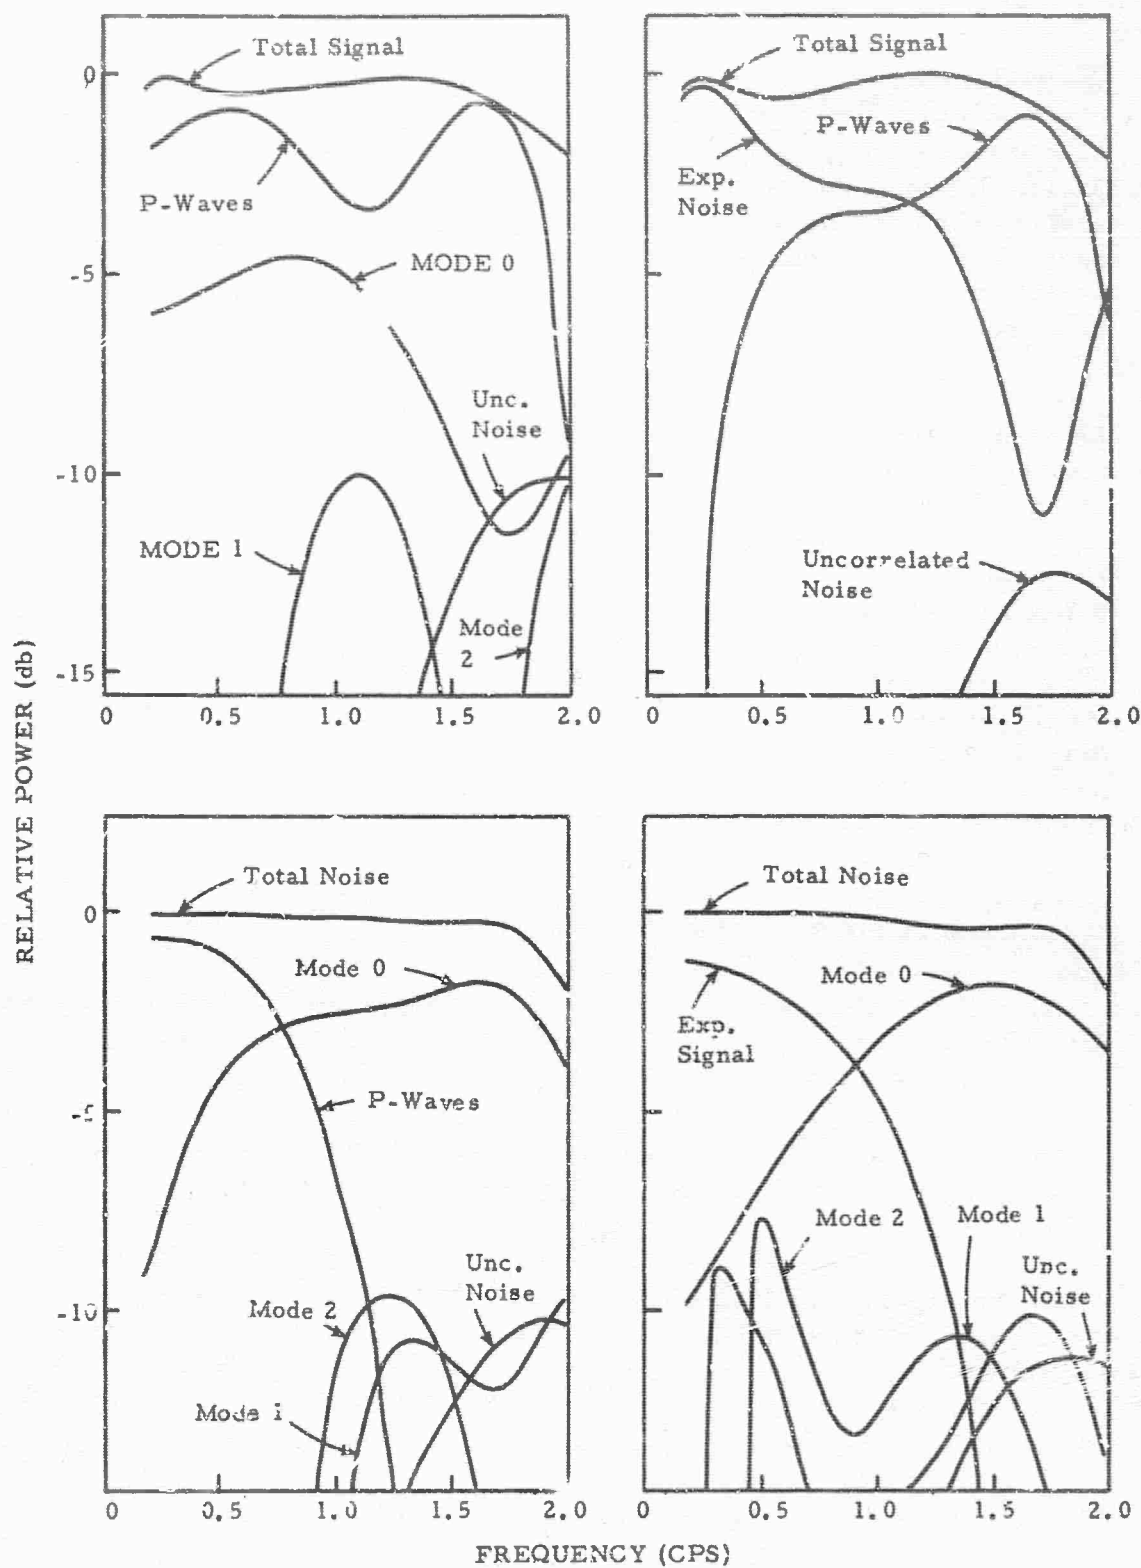 Total Signal
0
P-Waves
MODE 0
-5
Unc.
Noise
-10
MODE 1
Mode
2
-15
0 0.5 1.0 1.5 2.0
Total Signal
P-Waves
Exp.
Noise
Uncorrelated
Noise
0 0.5 1.0 1.5 2.0
RELATIVE POWER (db)
Total Noise
0
Mode 0
P-Waves
-5
Unc.
Noise
Mode 2
-10
Mode 1
0 0.5 1.0 1.5 2.0
Total Noise
Mode 0
Exp.
Signal
Mode 2
Mode 1
Unc.
Noise
0 0.5 1.0 1.5 2.0
FREQUENCY (CPS)